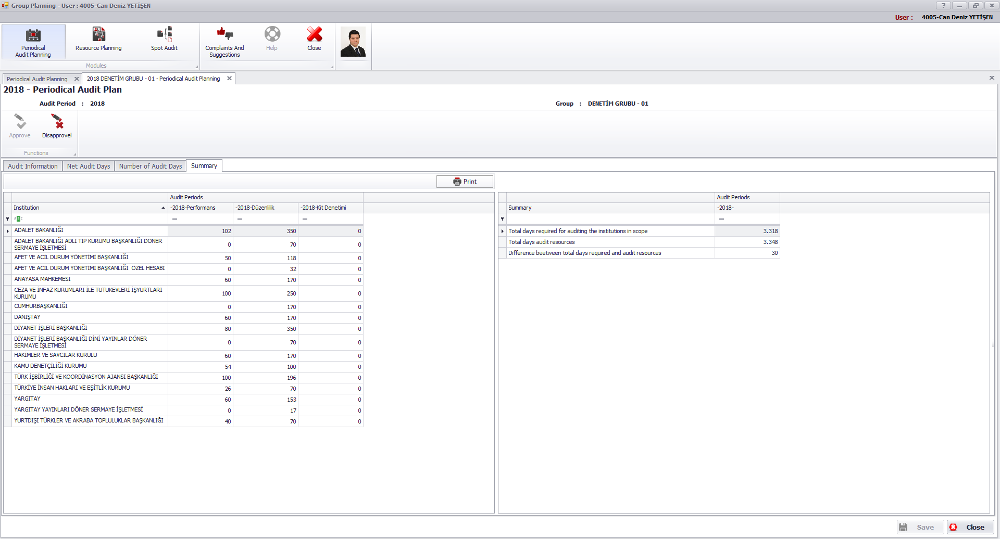 Group Planning - User : 4005-Can Deniz YETİŞEN
User : 4005-Can Deniz YETİŞEN
Periodical
Audit Planning
Resource Planning
Spot Audit
Complaints And
Suggestions
Help
Close
Modules
Periodical Audit Planning
2018 DENETİM GRUBU - 01 - Periodical Audit Planning
2018 - Periodical Audit Plan
Audit Period : 2018
Group : DENETİM GRUBU - 01
Approve
Disapprovel
Functions
Audit Information
Net Audit Days
Number of Audit Days
Summary
Print
Audit Periods
Institution -2018-Performans -2018-Düzenlilik -2018-Kit Denetimi
= = =
ADALET BAKANLIĞI 102 350 0
ADALET BAKANLIĞI ADLİ TIP KURUMU BAŞKANLIĞI DÖNER
SERMAYE İŞLETMESİ 0 70 0
AFET VE ACİL DURUM YÖNETİMİ BAŞKANLIĞI 50 118 0
AFET VE ACİL DURUM YÖNETİMİ BAŞKANLIĞI ÖZEL HESABI 0 32 0
ANAYASA MAHKEMESİ 60 170 0
CEZA VE İNFAZ KURUMLARI İLE TUTUKEVLERİ İŞYURTLARI
KURUMU 100 250 0
CUMHURBAŞKANLIĞI 0 170 0
DANIŞTAY 60 170 0
DİYANET İŞLERİ BAŞKANLIĞI 80 350 0
DİYANET İŞLERİ BAŞKANLIĞI DİNİ YAYINLAR DÖNER
SERMAYE İŞLETMESİ 0 70 0
HAKİMLER VE SAVCILAR KURULU 60 170 0
KAMU DENETÇİLİĞİ KURUMU 54 100 0
TÜRK İŞBİRLİĞİ VE KOORDİNASYON AJANSI BAŞKANLIĞI 100 196 0
TÜRKİYE İNSAN HAKLARI VE EŞİTLİK KURUMU 26 70 0
YARGITAY 60 153 0
YARGITAY YAYINLARI DÖNER SERMAYE İŞLETMESİ 0 17 0
YURTDIŞI TÜRKLER VE AKRABA TOPLULUKLAR BAŞKANLIĞI 40 70 0
Audit Periods
Summary -2018-
=
Total days required for auditing the institutions in scope 3.318
Total days audit resources 3.348
Difference beetween total days required and audit resources 30
Save
Close